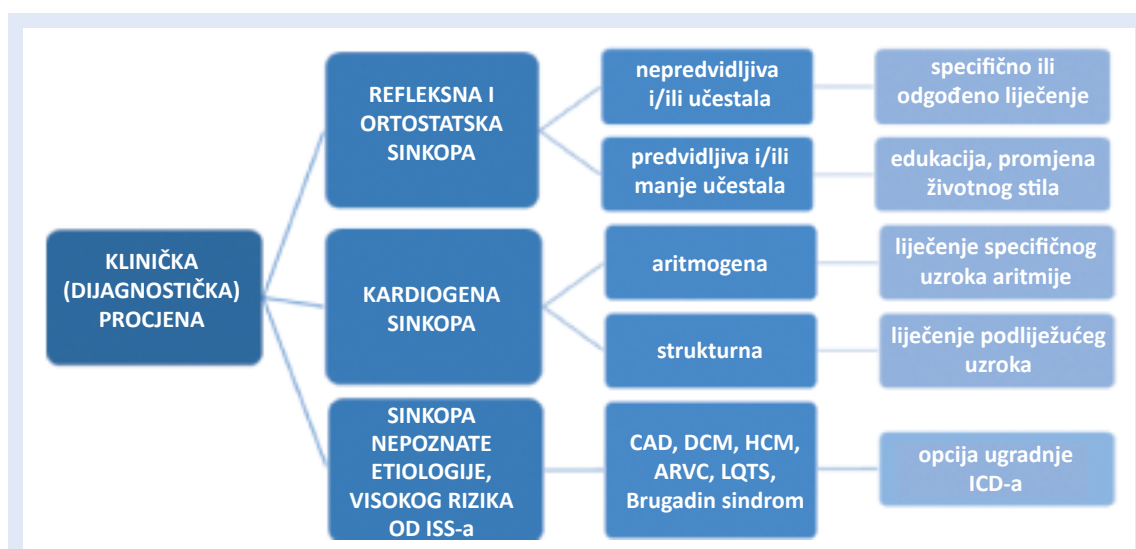 KLINIČKA
(DIJAGNOSTIČKA)
PROCJENA
REFLEKSNA I
ORTOSTATSKA
SINKOPA
nepredvidljiva
i/ili učestala
specifično ili
odgođeno liječenje
predvidljiva i/ili
manje učestala
edukacija, promjena
životnog stila
KARDIOGENA
SINKOPA
aritmogena
liječenje specifičnog
uzroka aritmije
strukturna
liječenje podliježućeg
uzroka
SINKOPA
NEPOZNATE
ETIOLOGIJE,
VISOKOG RIZIKA
OD ISS-a
CAD, DCM, HCM,
ARVC, LQTS,
Brugadin sindrom
opcija ugradnje
ICD-a